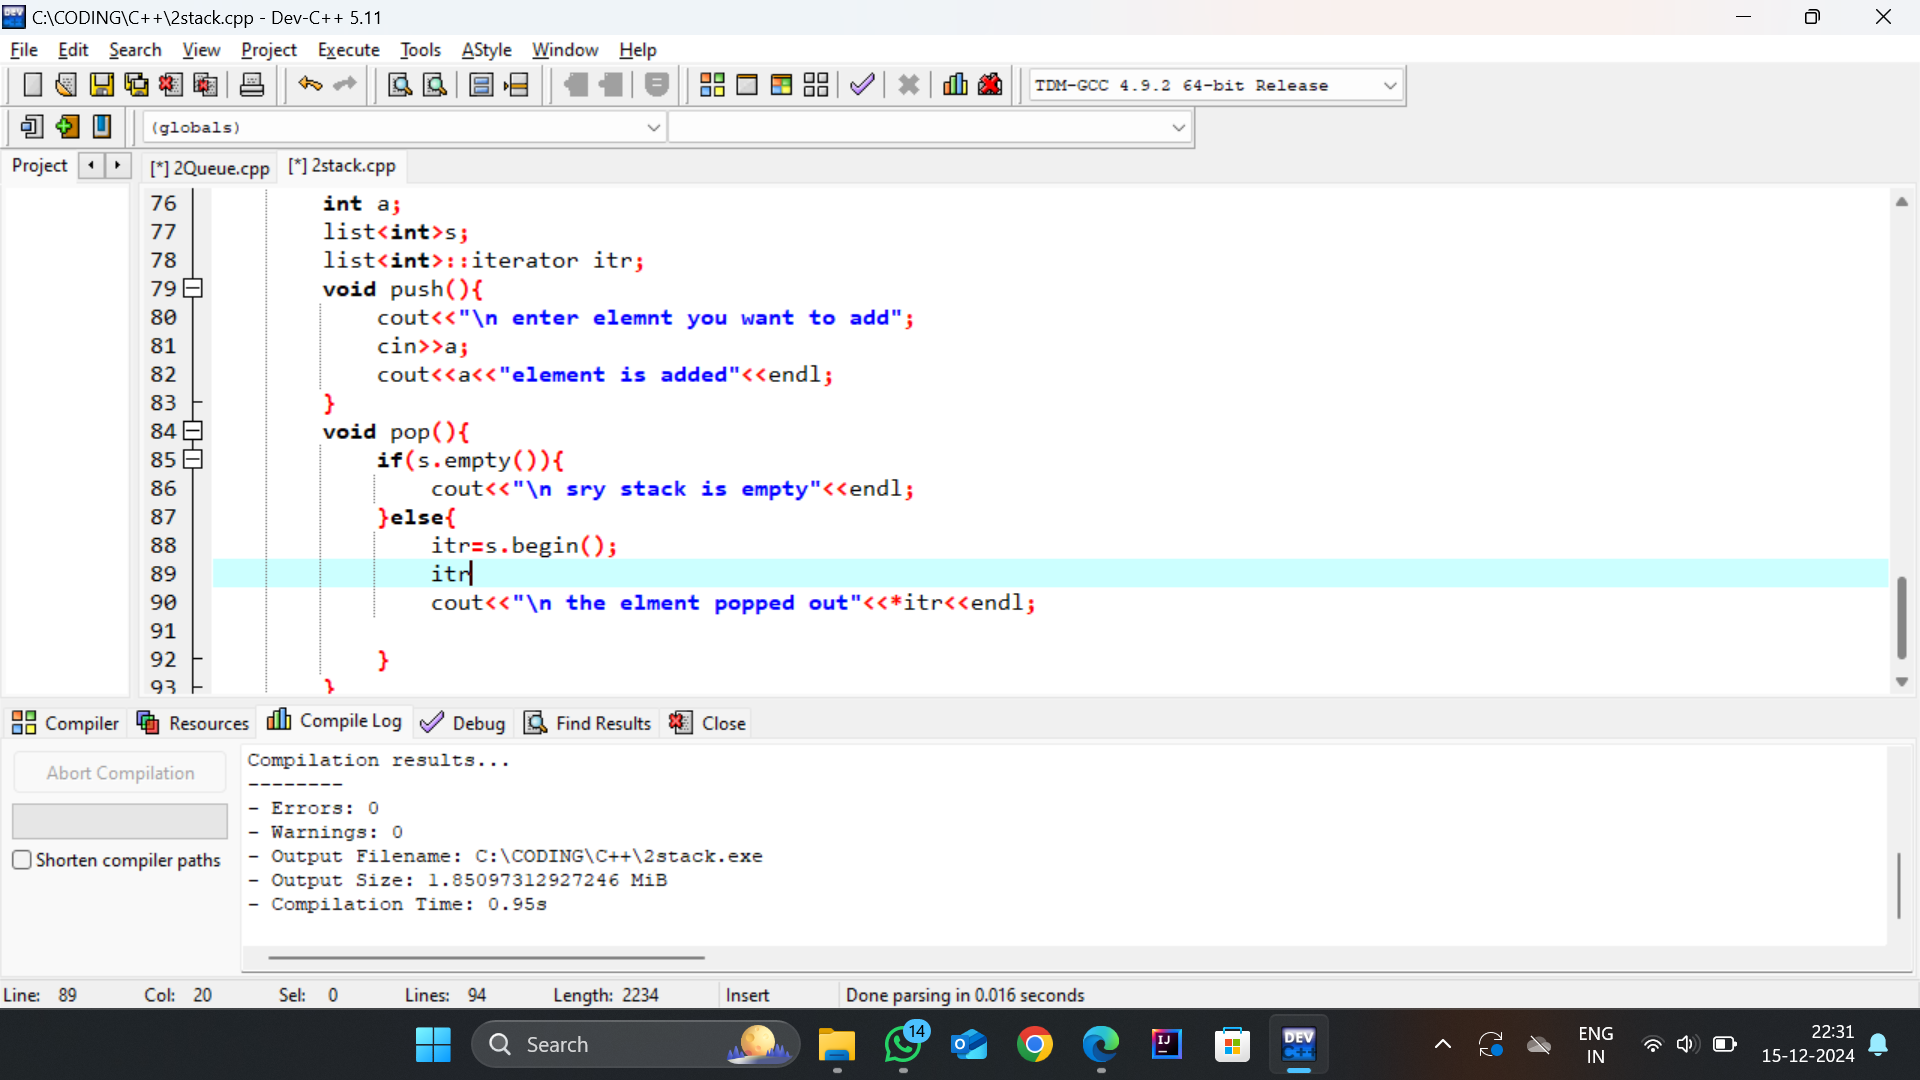 C:\CODING\C++\2stack.cpp - Dev-C++ 5.11
File Edit Search View Project Execute Tools AStyle Window Help
TDM-GCC 4.9.2 64-bit Release
(globals)
Project [*] 2Queue.cpp [*] 2stack.cpp
76 int a;
77 list<int>s;
78 list<int>::iterator itr;
79 void push(){
80 cout<<"\n enter elemnt you want to add";
81 cin>>a;
82 cout<<a<<"element is added"<<endl;
83 }
84 void pop(){
85 if(s.empty()){
86 cout<<"\n sry stack is empty"<<endl;
87 }else{
88 itr=s.begin();
89 itr
90 cout<<"\n the elment popped out"<<*itr<<endl;
91
92 }
93 }
Compiler Resources Compile Log Debug Find Results Close
Abort Compilation
Shorten compiler paths
Compilation results...
--------
- Errors: 0
- Warnings: 0
- Output Filename: C:\CODING\C++\2stack.exe
- Output Size: 1.85097312927246 MiB
- Compilation Time: 0.95s
Line: 89 Col: 20 Sel: 0 Lines: 94 Length: 2234 Insert Done parsing in 0.016 seconds
Search
14
IJ
DEV
C++
ENG
IN
22:31
15-12-2024